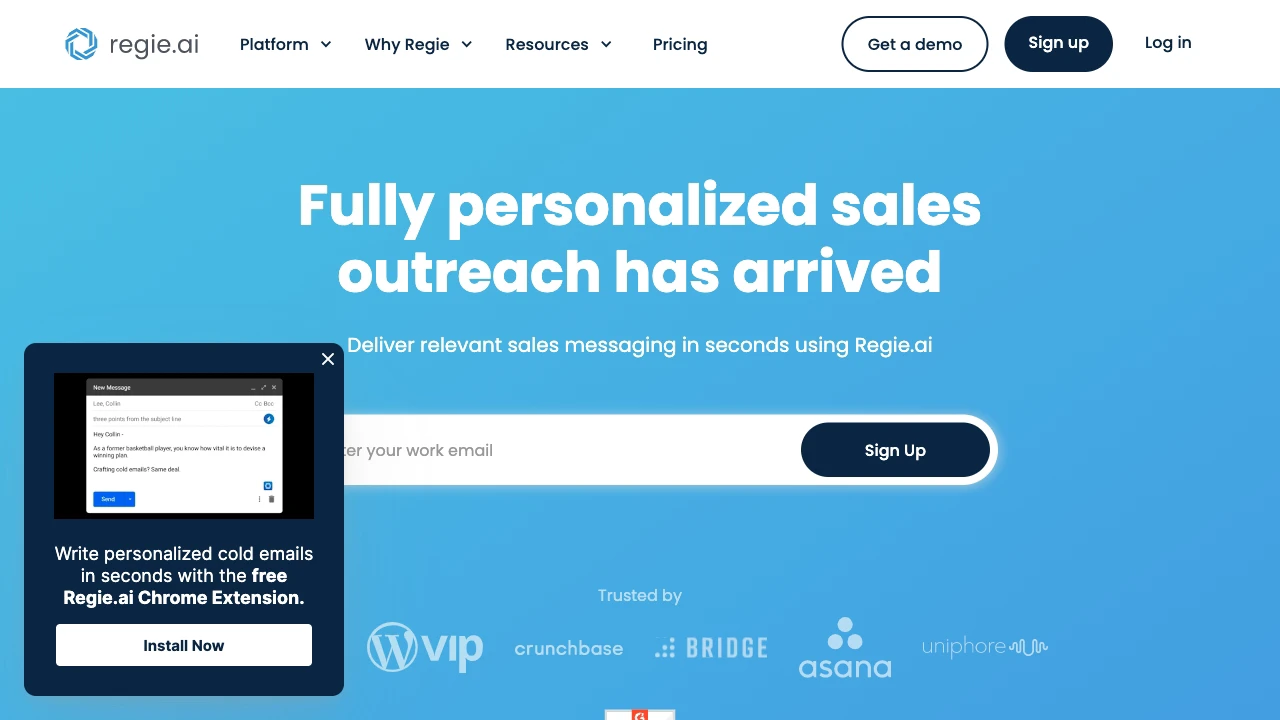 regie.ai
Platform
Why Regie
Resources
Pricing
Get a demo
Sign up
Log in
Fully personalized sales
outreach has arrived
Deliver relevant sales messaging in seconds using Regie.ai
New Message
Lee, Collin
Cc Bcc
three points from the subject line
Hey Collin -
As a former basketball player, you know how vital it is to devise a
winning plan.
Crafting cold emails? Same deal.
Send
Write personalized cold emails
in seconds with the free
Regie.ai Chrome Extension.
Install Now
ter your work email
Sign Up
Trusted by
WVIP
crunchbase
BRIDGE
asana
uniphore